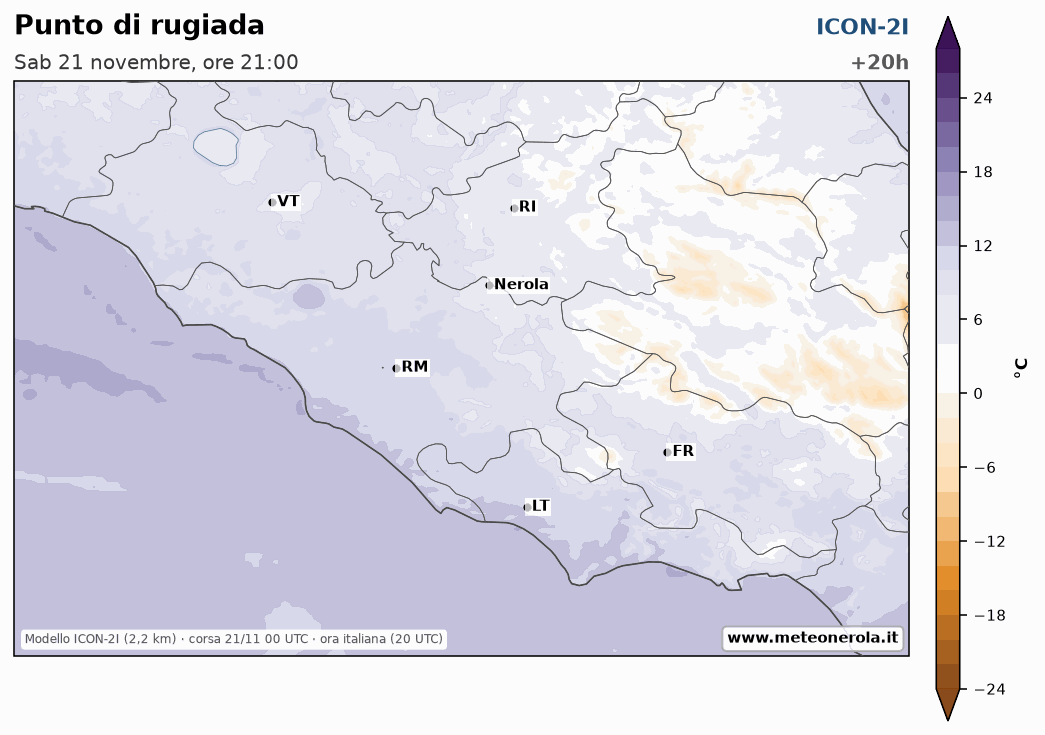 Punto di rugiada
ICON-2I
Sab 21 novembre, ore 21:00
+20h
24
18
12
6
0
−6
−12
−18
−24
°C
VT
RI
Nerola
RM
FR
LT
Modello ICON-2I (2,2 km) · corsa 21/11 00 UTC · ora italiana (20 UTC)
www.meteonerola.it